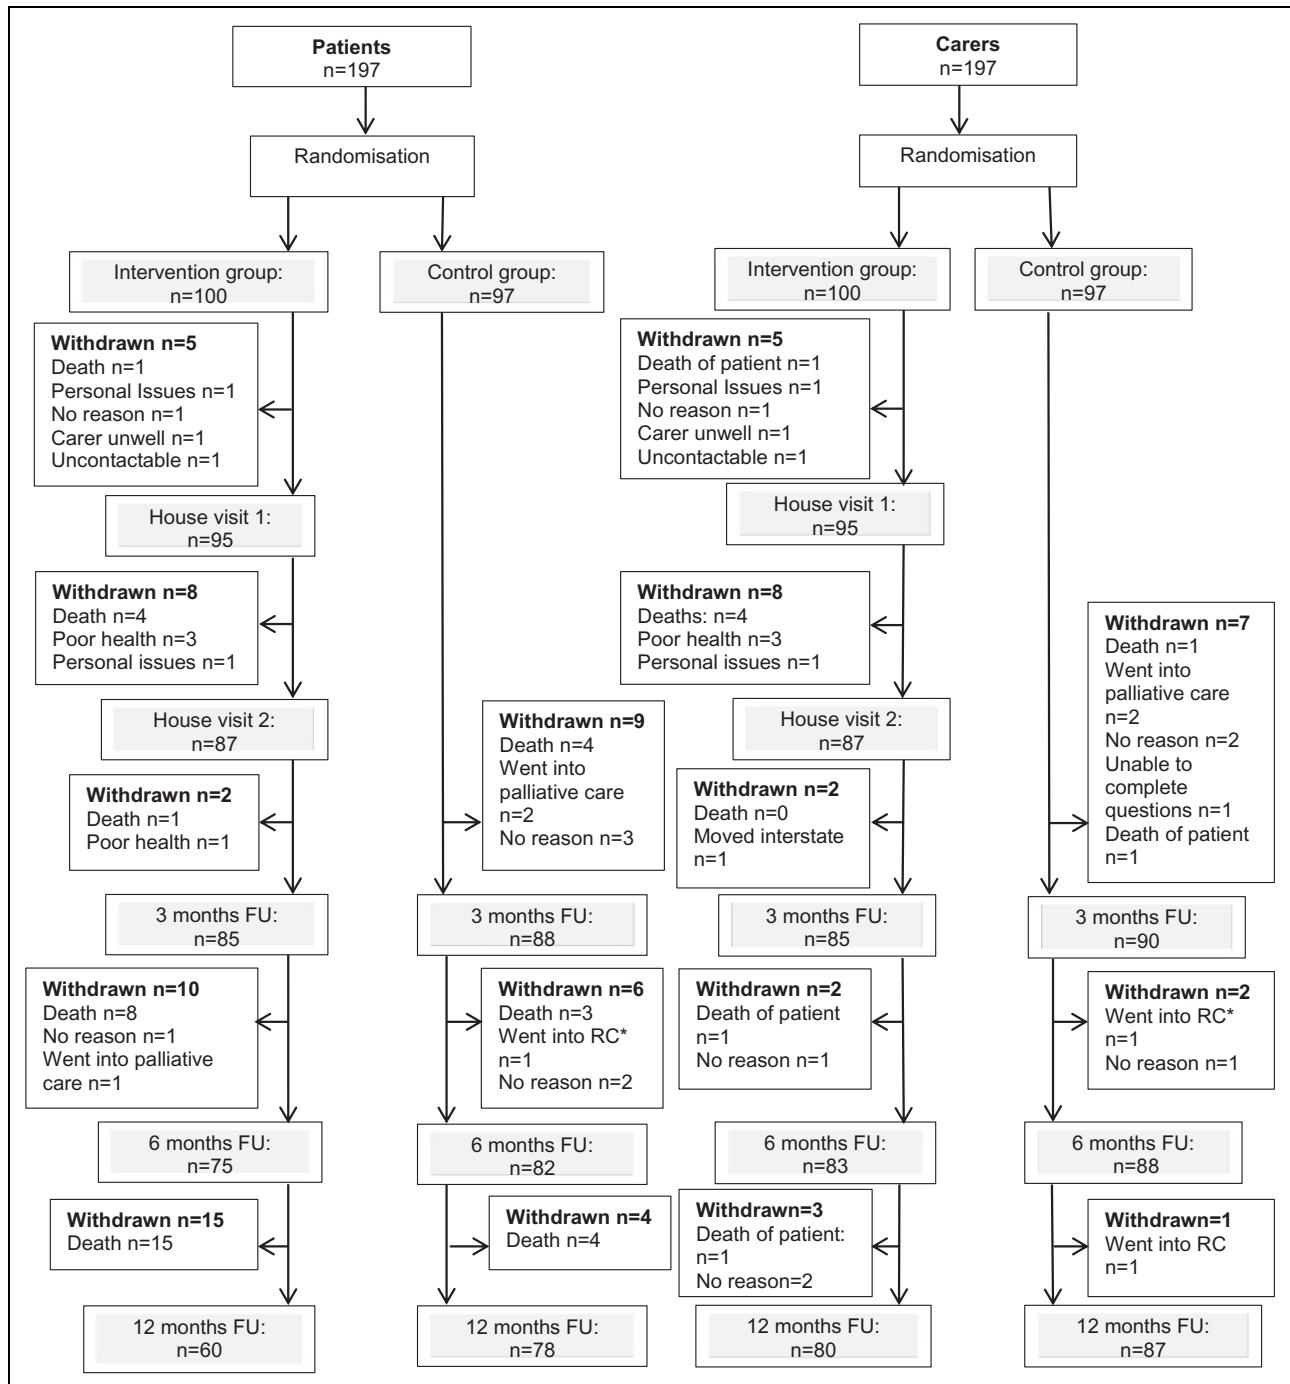 Patients
n=197
Carers
n=197
Randomisation
Randomisation
Intervention group:
n=100
Control group:
n=97
Intervention group:
n=100
Control group:
n=97
Withdrawn n=5
Death n=1
Personal Issues n=1
No reason n=1
Carer unwell n=1
Uncontactable n=1
Withdrawn n=5
Death of patient n=1
Personal Issues n=1
No reason n=1
Carer unwell n=1
Uncontactable n=1
House visit 1:
n=95
House visit 1:
n=95
Withdrawn n=8
Death n=4
Poor health n=3
Personal issues n=1
Withdrawn n=8
Deaths: n=4
Poor health n=3
Personal issues n=1
Withdrawn n=7
Death n=1
Went into
palliative care
n=2
No reason n=2
Unable to
complete
questions n=1
Death of patient
n=1
House visit 2:
n=87
Withdrawn n=9
Death n=4
Went into
palliative care
n=2
No reason n=3
House visit 2:
n=87
Withdrawn n=2
Death n=1
Poor health n=1
Withdrawn n=2
Death n=0
Moved interstate
n=1
3 months FU:
n=85
3 months FU:
n=88
3 months FU:
n=85
3 months FU:
n=90
Withdrawn n=10
Death n=8
No reason n=1
Went into palliative
care n=1
Withdrawn n=6
Death n=3
Went into RC*
n=1
No reason n=2
Withdrawn n=2
Death of patient
n=1
No reason n=1
Withdrawn n=2
Went into RC*
n=1
No reason n=1
6 months FU:
n=75
6 months FU:
n=82
6 months FU:
n=83
6 months FU:
n=88
Withdrawn n=15
Death n=15
Withdrawn n=4
Death n=4
Withdrawn=3
Death of patient:
n=1
No reason=2
Withdrawn=1
Went into RC
n=1
12 months FU:
n=60
12 months FU:
n=78
12 months FU:
n=80
12 months FU:
n=87